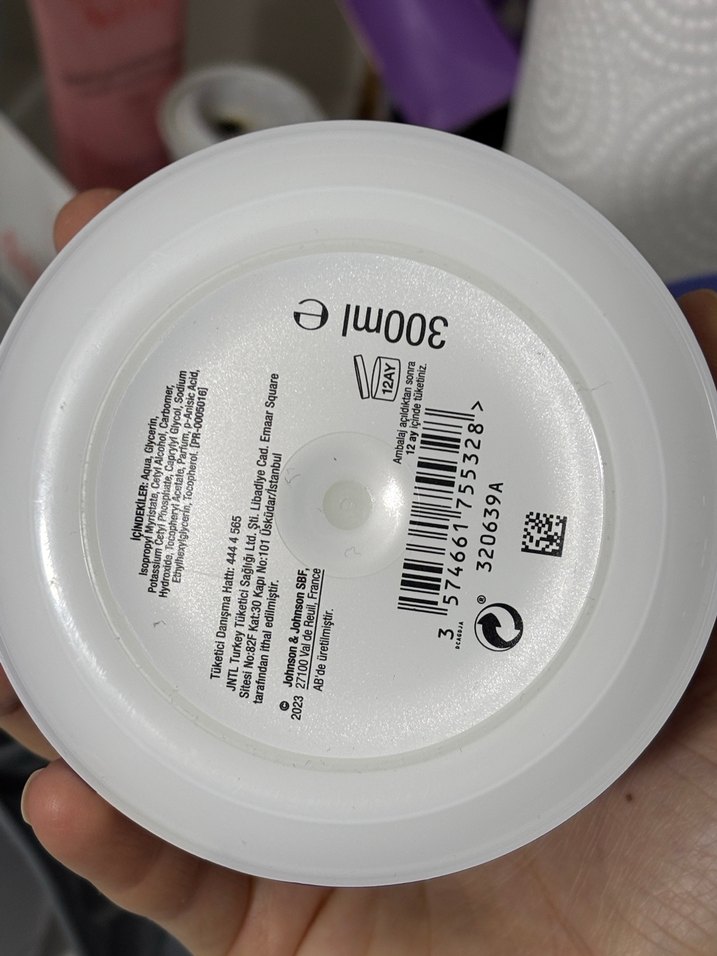 300ml ℮
12AY
Ambalaj açıldıktan sonra
12 ay içinde tüketiniz.
İÇİNDEKİLER: Aqua, Glycerin,
Isopropyl Myristate, Cetyl Alcohol, Carbomer,
Potassium Cetyl Phosphate, Caprylyl Glycol, Sodium
Hydroxide, Tocopheryl Acetate, Parfum, p-Anisic Acid,
Ethylhexylglycerin, Tocopherol. [PR-0005016]
Tüketici Danışma Hattı: 444 4 565
JNTL Turkey Tüketici Sağlığı Ltd. Şti. Libadiye Cad. Emaar Square
Sitesi No:82F Kat:30 Kapı No:101 Üsküdar/İstanbul
tarafından ithal edilmiştir.
© Johnson & Johnson SBF,
2023 27100 Val de Reuil, France
AB'de üretilmiştir.
3 574661 755328 >
320639A
®